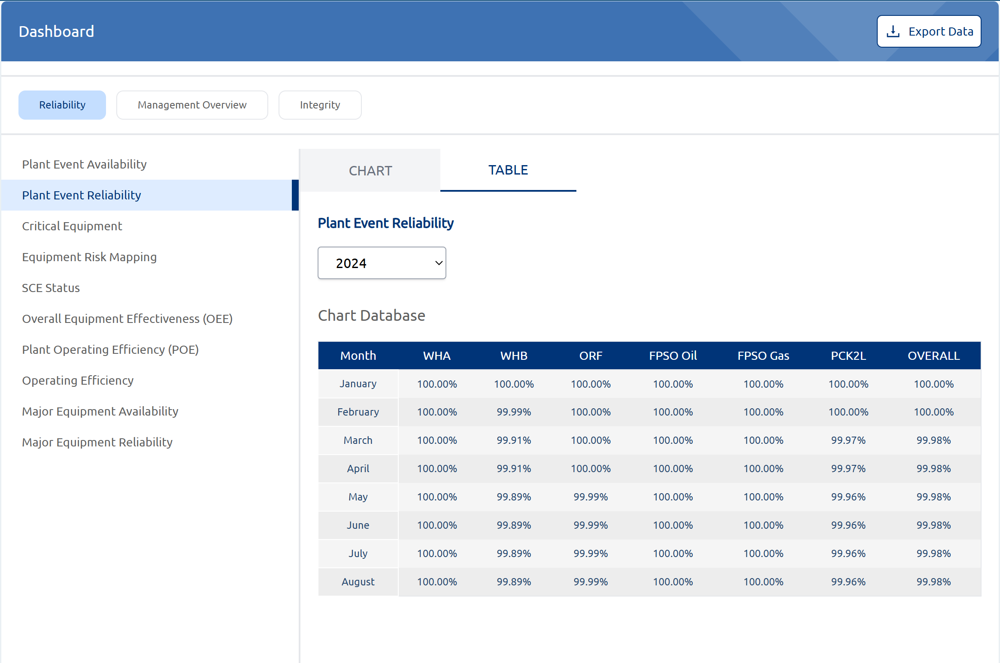 Dashboard
Export Data
Reliability
Management Overview
Integrity
Plant Event Availability
Plant Event Reliability
Critical Equipment
Equipment Risk Mapping
SCE Status
Overall Equipment Effectiveness (OEE)
Plant Operating Efficiency (POE)
Operating Efficiency
Major Equipment Availability
Major Equipment Reliability
CHART TABLE
Plant Event Reliability
2024
Chart Database
Month WHA WHB ORF FPSO Oil FPSO Gas PCK2L OVERALL
January 100.00% 100.00% 100.00% 100.00% 100.00% 100.00% 100.00%
February 100.00% 99.99% 100.00% 100.00% 100.00% 100.00% 100.00%
March 100.00% 99.91% 100.00% 100.00% 100.00% 99.97% 99.98%
April 100.00% 99.91% 100.00% 100.00% 100.00% 99.97% 99.98%
May 100.00% 99.89% 99.99% 100.00% 100.00% 99.96% 99.98%
June 100.00% 99.89% 99.99% 100.00% 100.00% 99.96% 99.98%
July 100.00% 99.89% 99.99% 100.00% 100.00% 99.96% 99.98%
August 100.00% 99.89% 99.99% 100.00% 100.00% 99.96% 99.98%